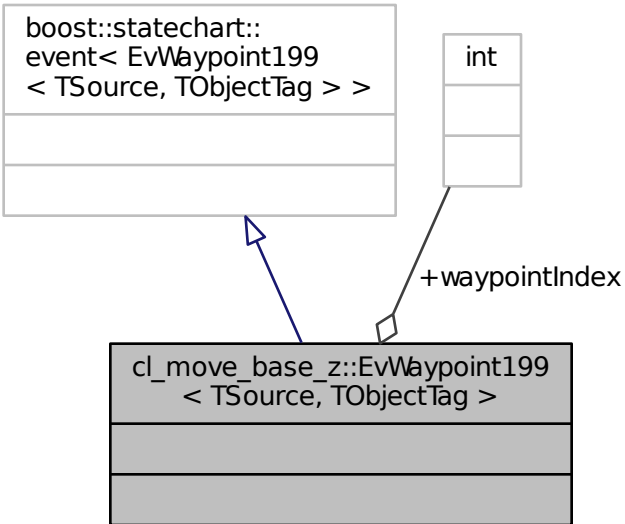 boost::statechart::
event< EvWaypoint199
< TSource, TObjectTag > >
int
+waypointIndex
cl_move_base_z::EvWaypoint199
< TSource, TObjectTag >